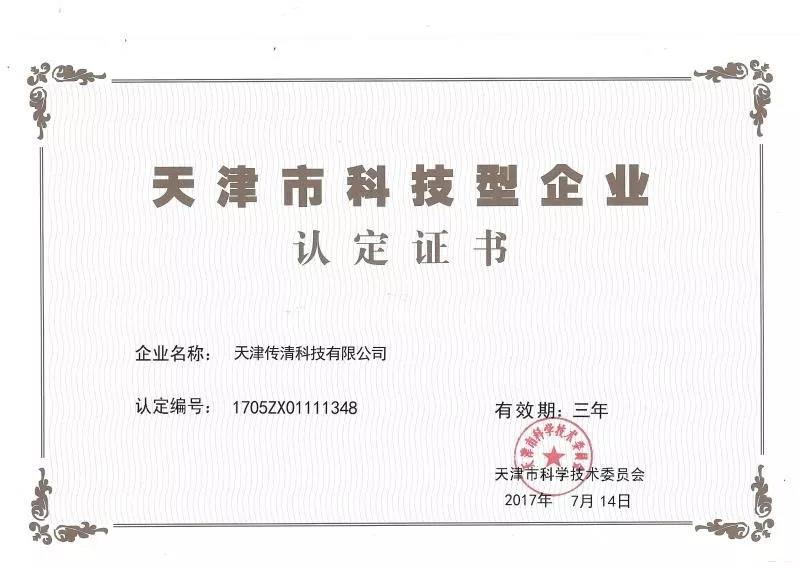 天津市科技型企业
认定证书
企业名称： 天津传清科技有限公司
认定编号： 1705ZX01111348
有效期：三年
天津市科学技术委员会
天津市科学技术委员会
2017年 7月14日